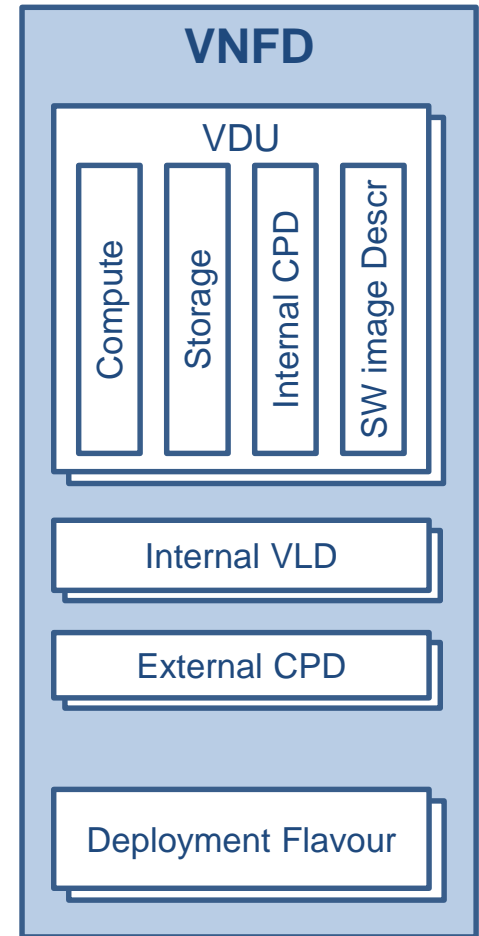 VNFD
VDU
Compute
Storage
Internal CPD
SW image Descr
Internal VLD
External CPD
Deployment Flavour